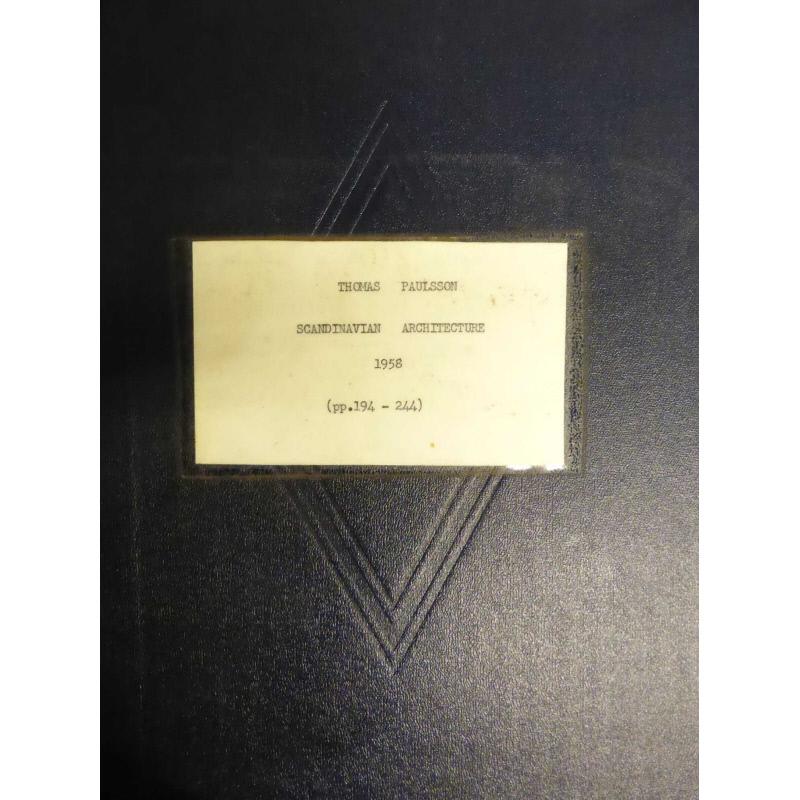 THOMAS PAULSSON
SCANDINAVIAN ARCHITECTURE
1958
(pp.194 - 244)